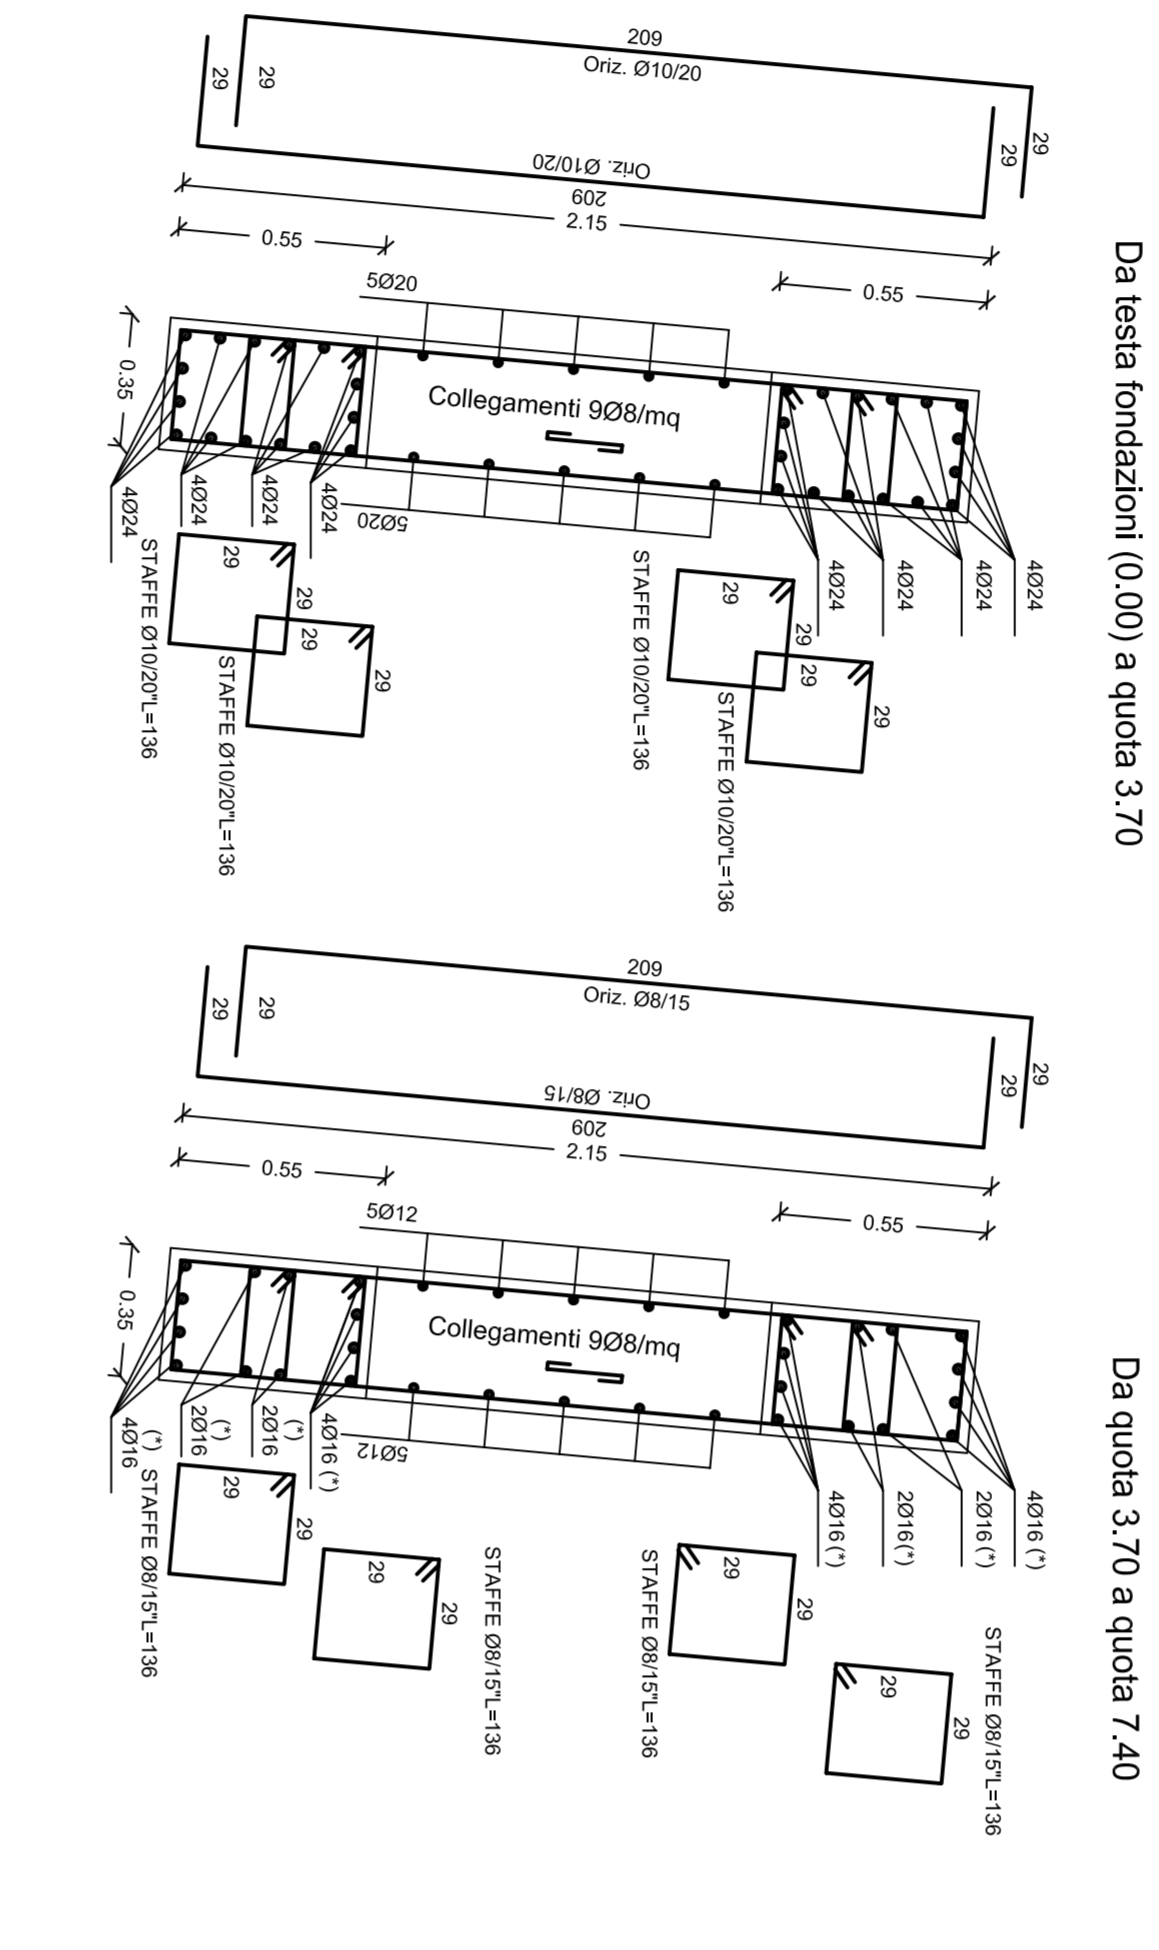 Da testa fondazioni (0.00) a quota 3.70
209
Oriz. Ø10/20
29
29
29
29
Oriz. Ø10/20
209
2.15
0.55
0.55
5Ø20
0.35
Collegamenti 9Ø8/mq
5Ø20
4Ø24
4Ø24
4Ø24
4Ø24
4Ø24
4Ø24
4Ø24
4Ø24
29
29
STAFFE Ø10/20"L=136
29
29
STAFFE Ø10/20"L=136
29
29
STAFFE Ø10/20"L=136
29
29
STAFFE Ø10/20"L=136
Da quota 3.70 a quota 7.40
209
Oriz. Ø8/15
29
29
29
29
Oriz. Ø8/15
209
2.15
0.55
0.55
5Ø12
0.35
Collegamenti 9Ø8/mq
5Ø12
4Ø16
(*)
2Ø16
(*)
2Ø16
(*)
4Ø16 (*)
4Ø16 (*)
2Ø16(*)
2Ø16 (*)
4Ø16 (*)
29
29
STAFFE Ø8/15"L=136
29
29
STAFFE Ø8/15"L=136
29
29
STAFFE Ø8/15"L=136
29
29
STAFFE Ø8/15"L=136